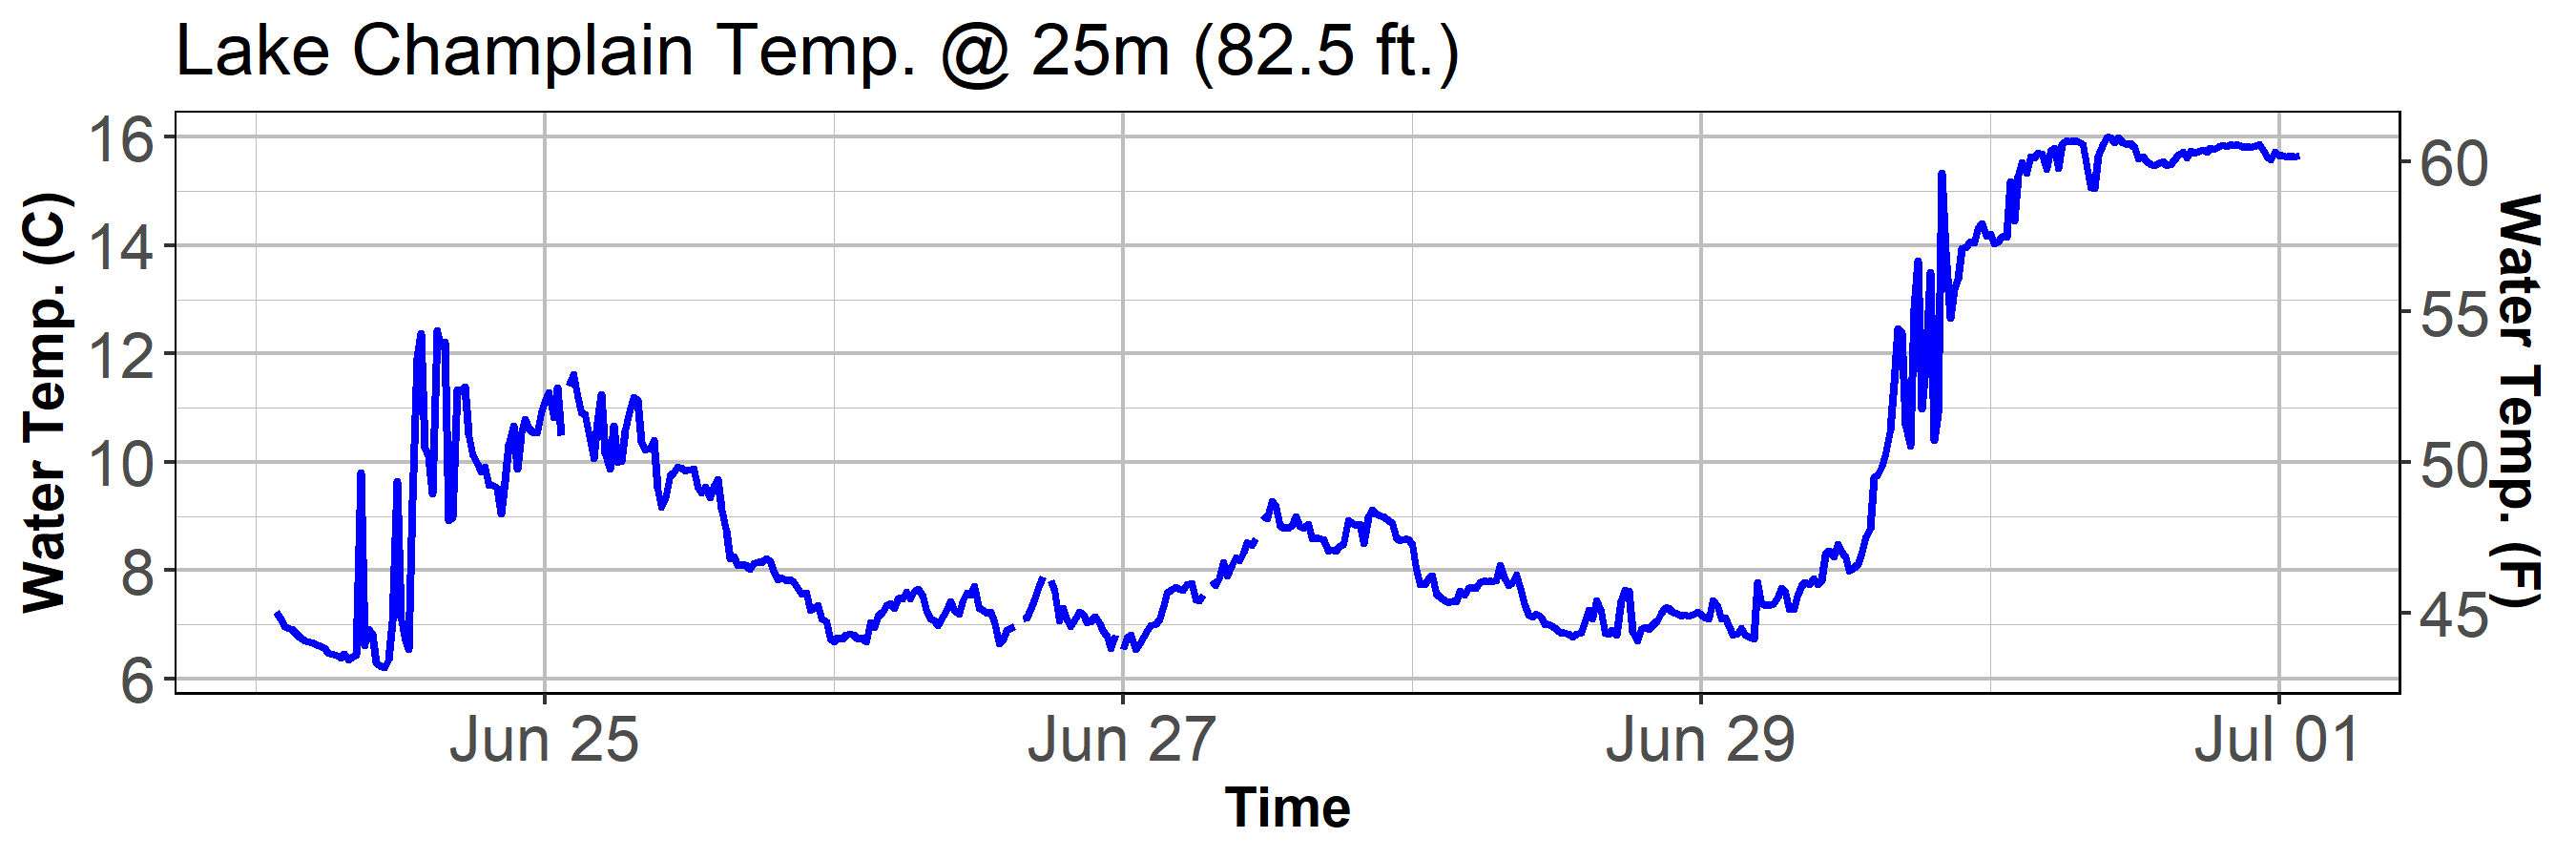 Lake Champlain Temp. @ 25m (82.5 ft.)
Water Temp. (C)
16
14
12
10
8
6
60
55
50
45
Water Temp. (F)
Jun 25
Jun 27
Jun 29
Jul 01
Time